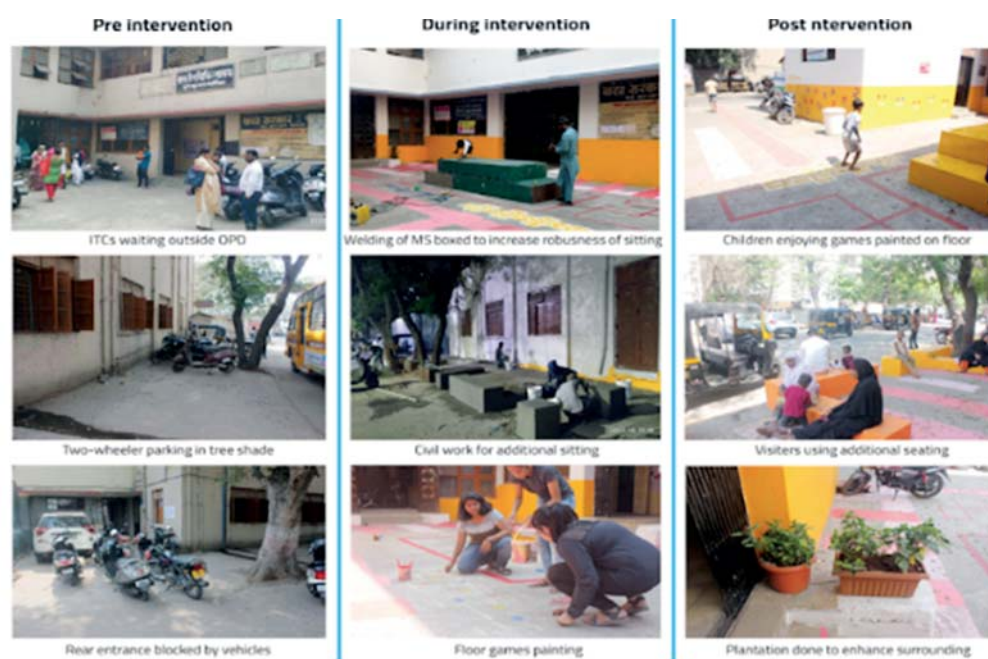 Pre intervention
During intervention
Post ntervention
ITCs waiting outside OPD
Welding of MS boxed to increase robusness of sitting
Children enjoying games painted on floor
Two-wheeler parking in tree shade
Civil work for additional sitting
Visiters using additional seating
Rear entrance blocked by vehicles
Floor games painting
Plantation done to enhance surrounding